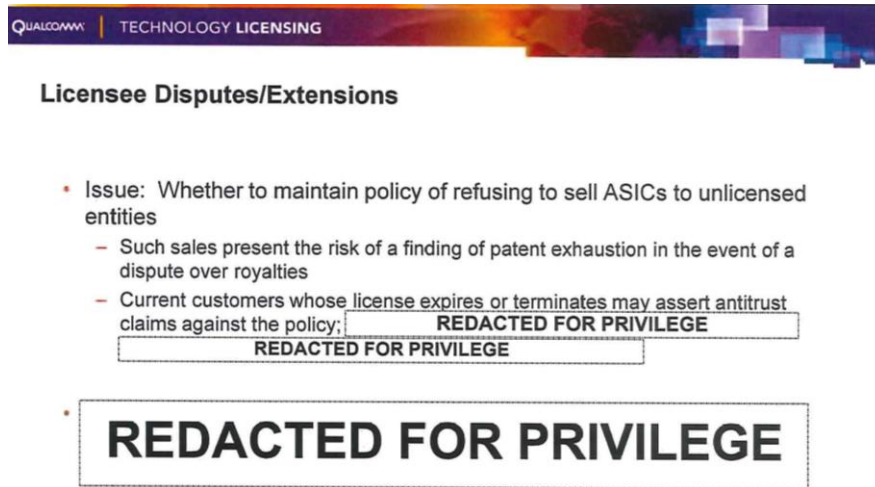 QUALCOMM | TECHNOLOGY LICENSING
Licensee Disputes/Extensions
• Issue: Whether to maintain policy of refusing to sell ASICs to unlicensed
entities
– Such sales present the risk of a finding of patent exhaustion in the event of a
dispute over royalties
– Current customers whose license expires or terminates may assert antitrust
claims against the policy; REDACTED FOR PRIVILEGE
REDACTED FOR PRIVILEGE
• REDACTED FOR PRIVILEGE